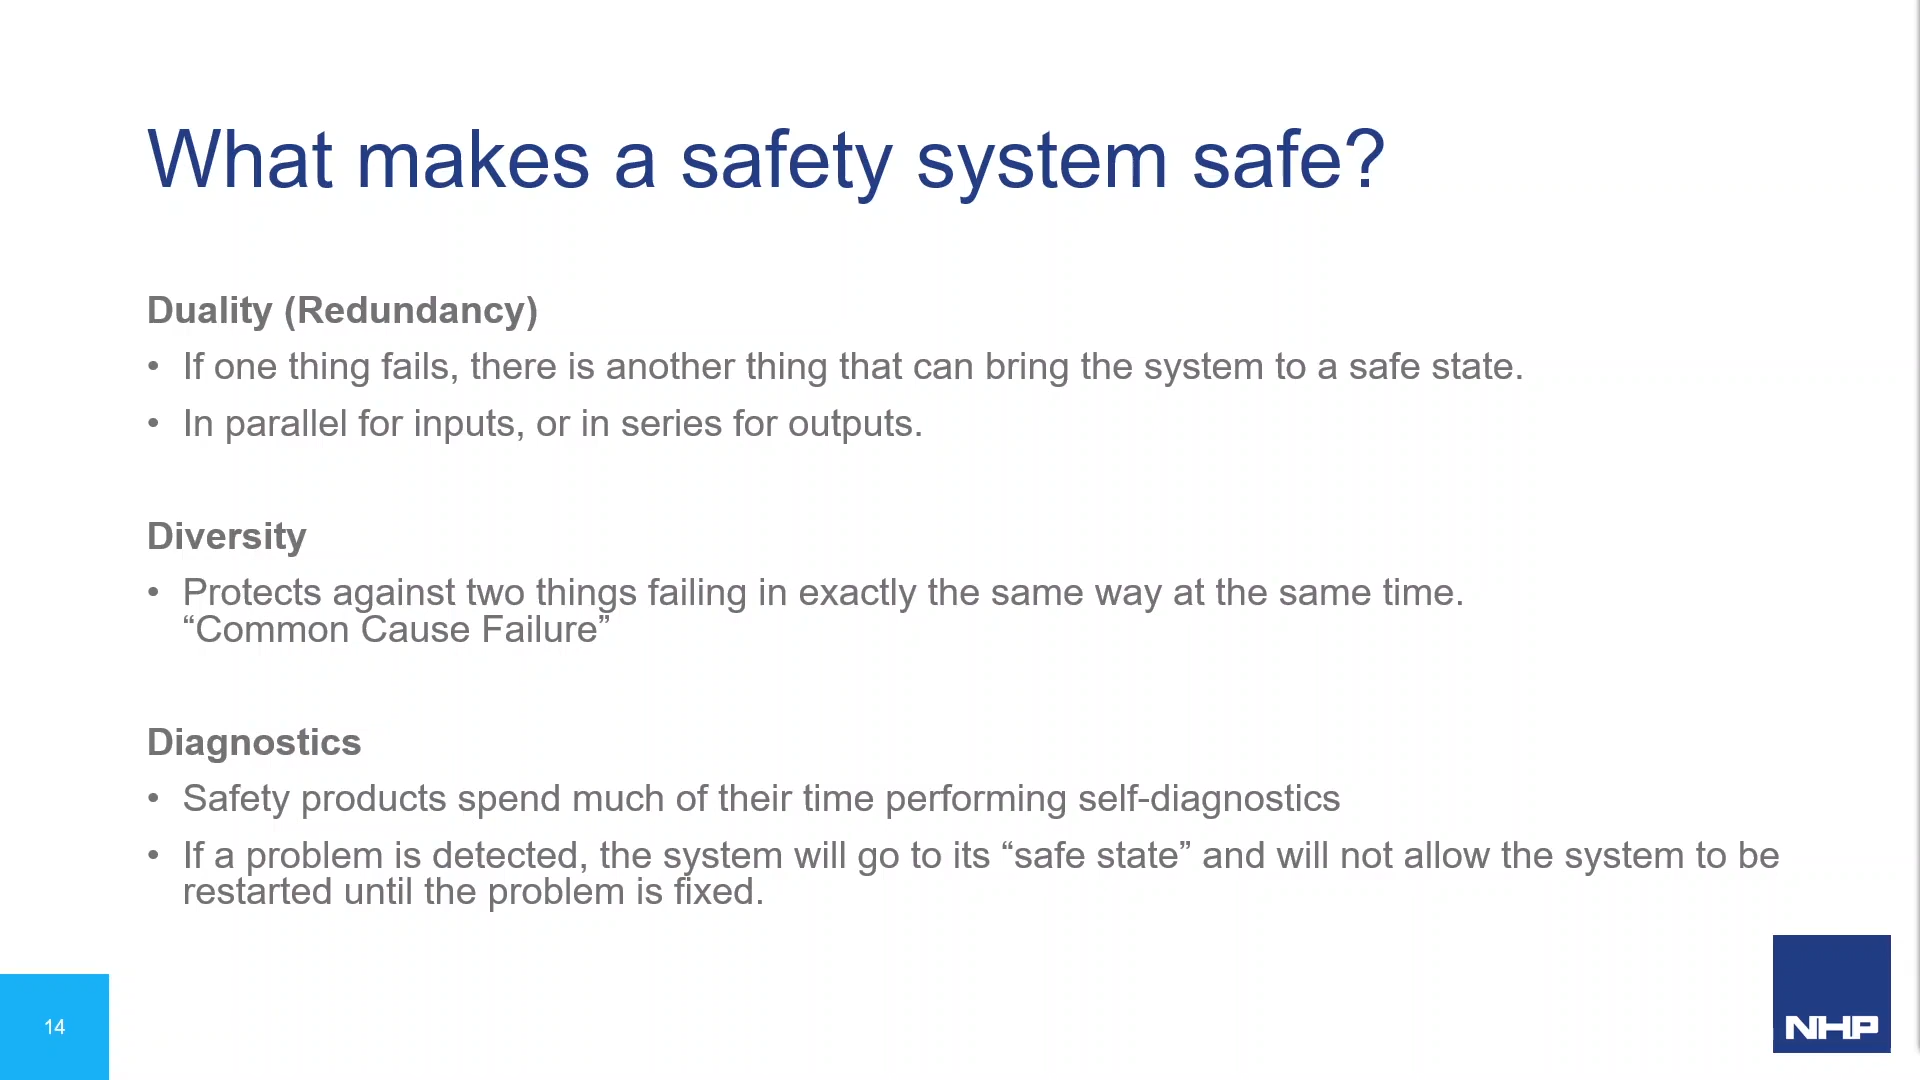 What makes a safety system safe?
Duality (Redundancy)
• If one thing fails, there is another thing that can bring the system to a safe state.
• In parallel for inputs, or in series for outputs.
Diversity
• Protects against two things failing in exactly the same way at the same time.
“Common Cause Failure”
Diagnostics
• Safety products spend much of their time performing self-diagnostics
• If a problem is detected, the system will go to its “safe state” and will not allow the system to be
restarted until the problem is fixed.
14
NHP